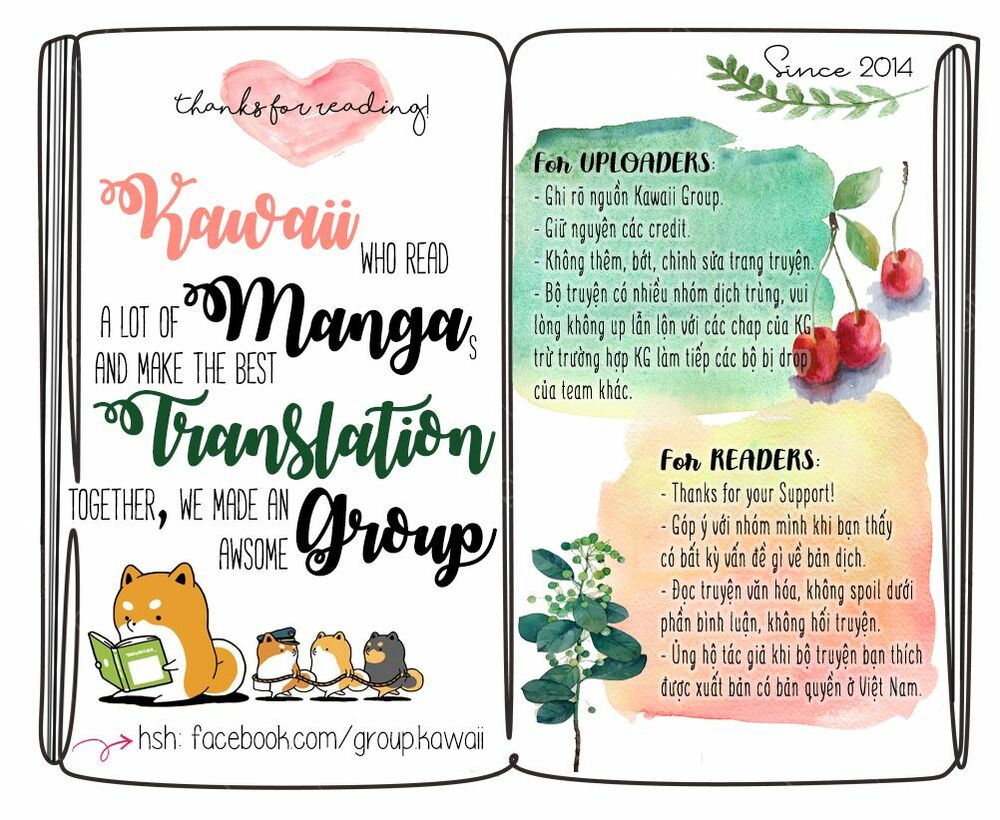 thanks for reading!
Kawaii
WHO READ
A LOT OF Mangas
AND MAKE THE BEST
Translation
TOGETHER, WE MADE AN
AWSOME Group
hsh: facebook.com/group.kawaii
Since 2014
For UPLOADERS:
- Ghi rõ nguồn Kawaii Group.
- Giữ nguyên các credit.
- Không thêm, bớt, chỉnh sửa trang truyện.
- Bộ truyện có nhiều nhóm dịch trùng, vui
lòng không up lẫn lộn với các chap của KG
trừ trường hợp KG làm tiếp các bộ bị drop
của team khác.
For READERS:
- Thanks for your Support!
- Góp ý với nhóm mình khi bạn thấy
có bất kỳ vấn đề gì về bản dịch.
- Đọc truyện văn hóa, không spoil dưới
phần bình luận, không hối truyện.
- Ủng hộ tác giả khi bộ truyện bạn thích
được xuất bản có bản quyền ở Việt Nam.